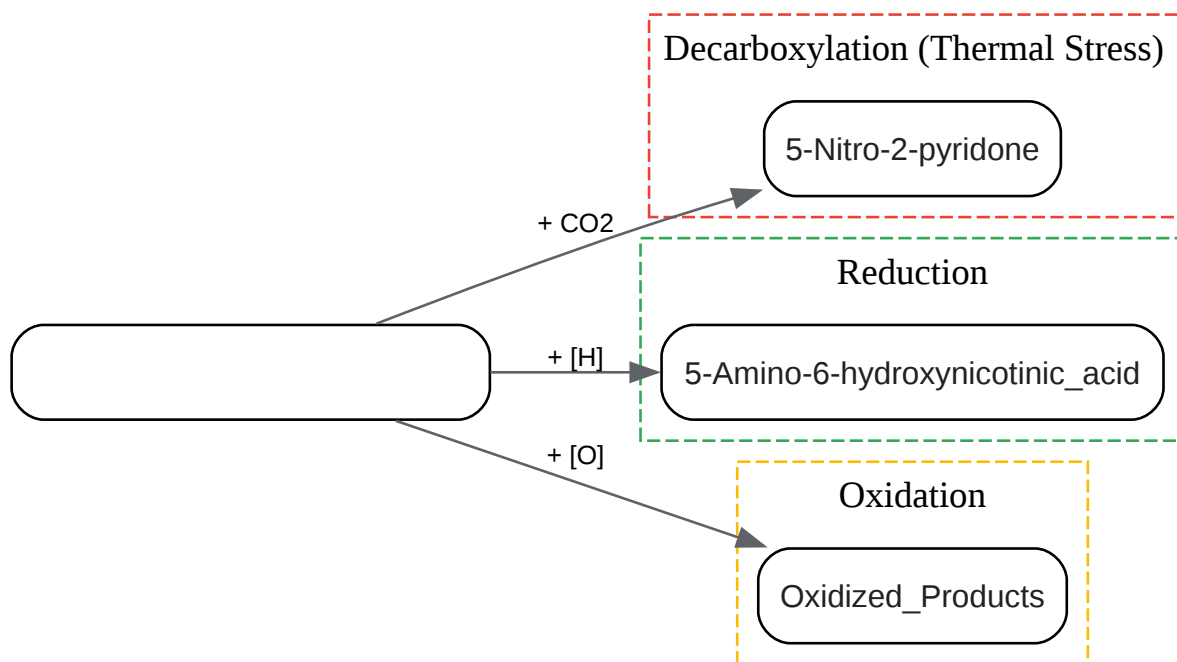 Decarboxylation (Thermal Stress)
5-Nitro-2-pyridone
+ CO2
Reduction
+ [H]
5-Amino-6-hydroxynicotinic_acid
+ [O]
Oxidation
Oxidized_Products